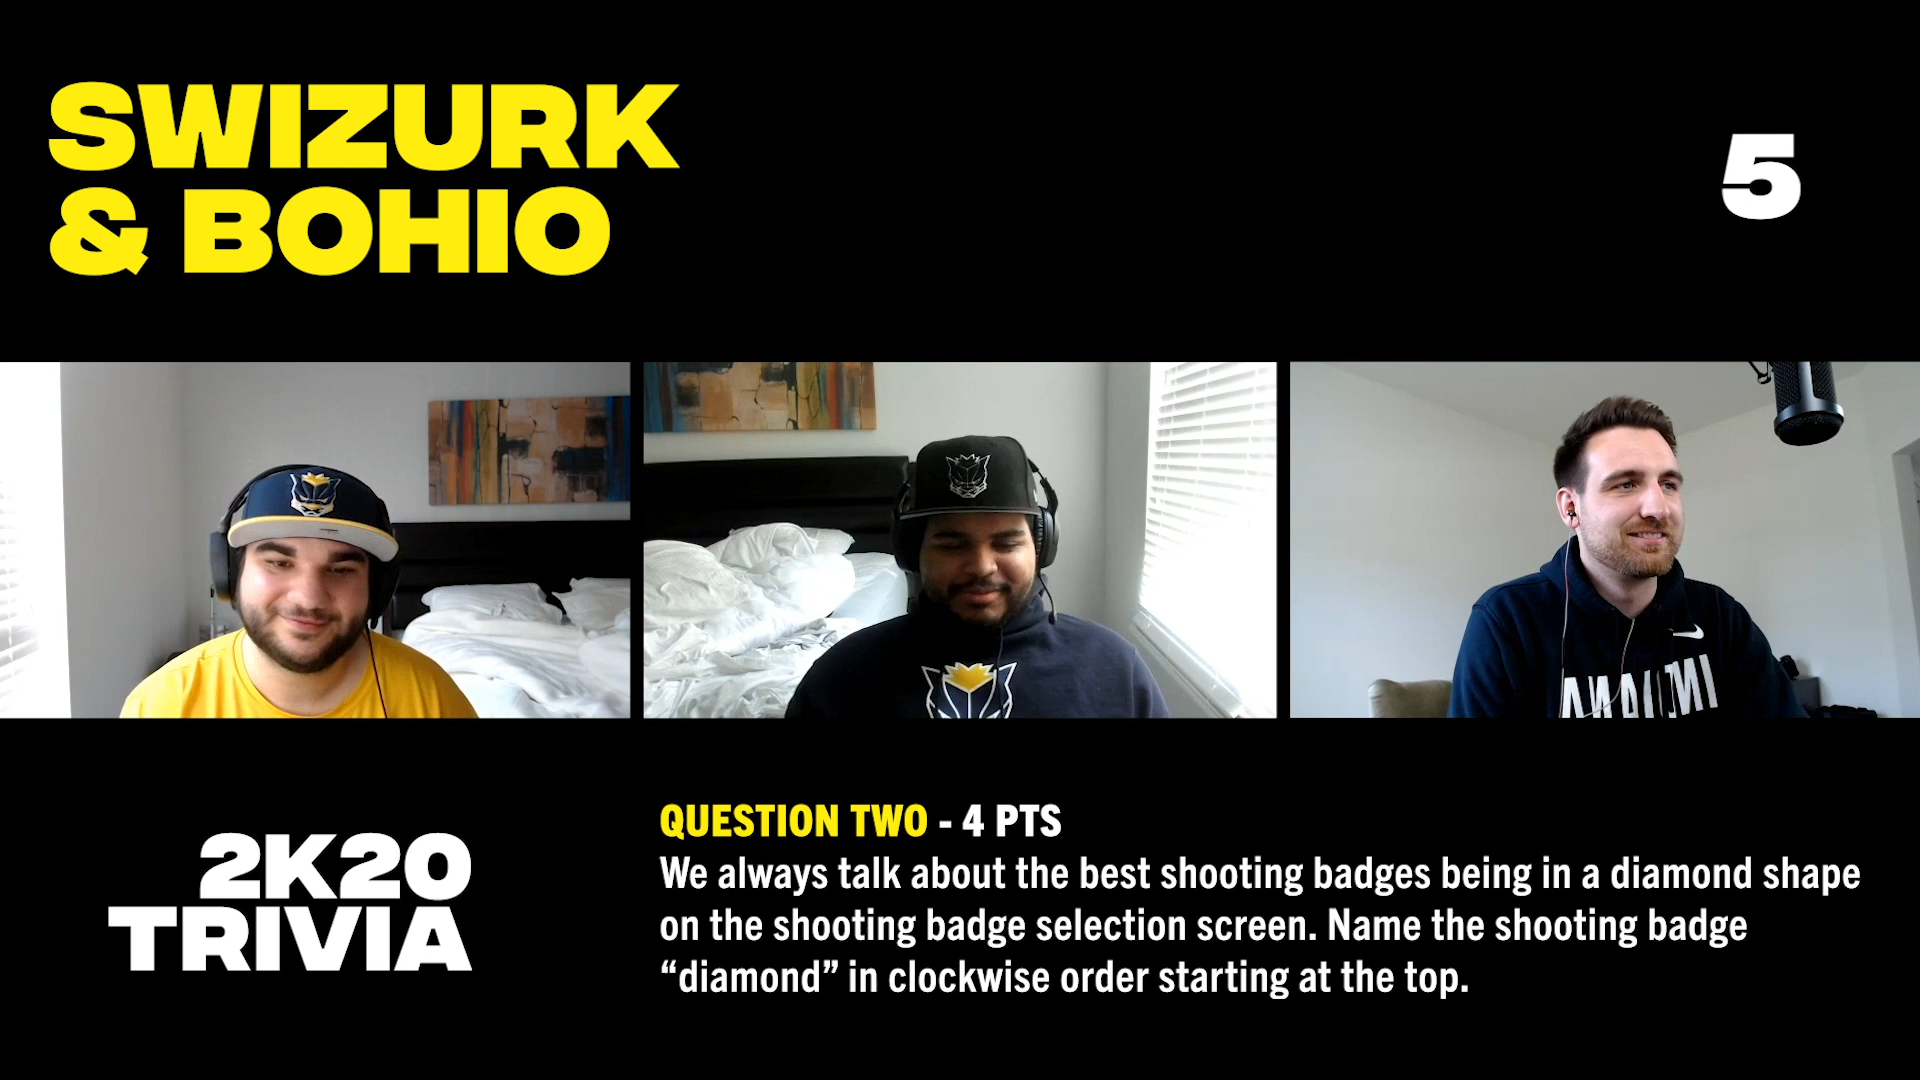 SWIZURK
& BOHIO
5
2K20
TRIVIA
QUESTION TWO - 4 PTS
We always talk about the best shooting badges being in a diamond shape
on the shooting badge selection screen. Name the shooting badge
“diamond” in clockwise order starting at the top.